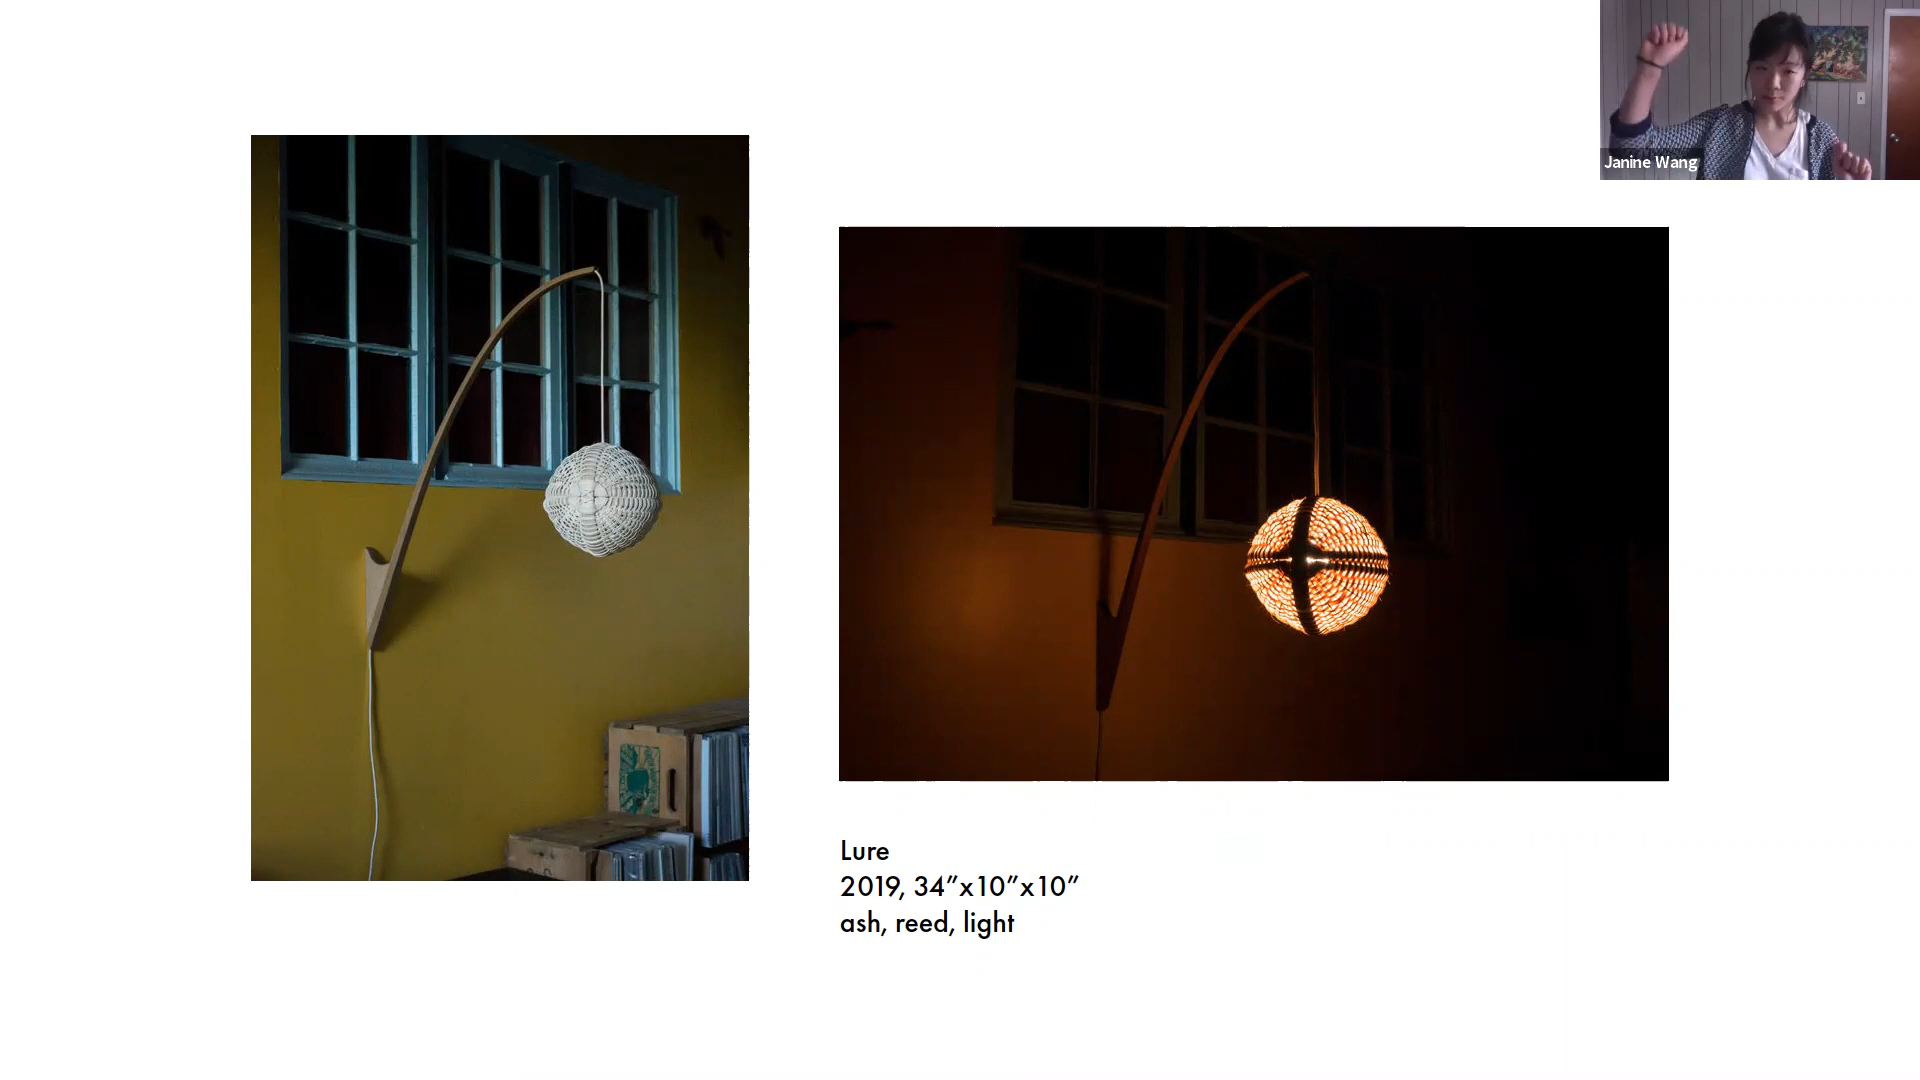 Janine Wang
Lure
2019, 34”x10”x10”
ash, reed, light